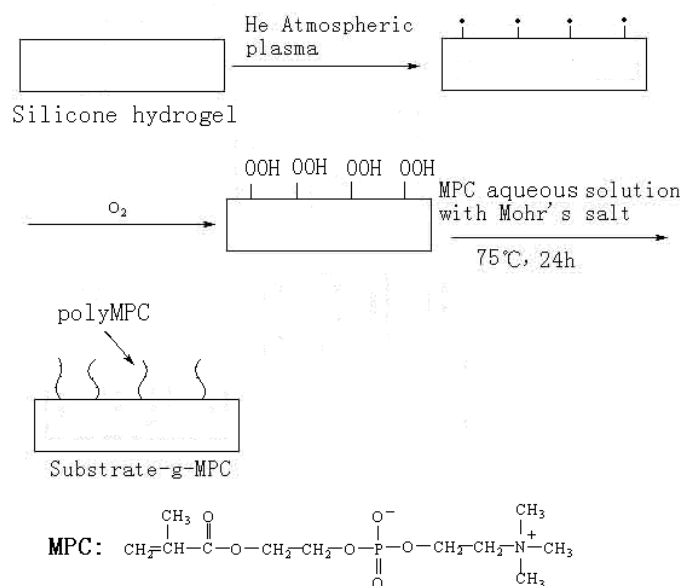 He Atmospheric
plasma
Silicone hydrogel
OOH OOH OOH OOH
O₂
MPC aqueous solution
with Mohr's salt
75℃, 24h
polyMPC
Substrate-g-MPC
MPC: CH₂=CH—C—O—CH₂—CH₂—O—P—O—CH₂—CH₂—N—CH₃
CH₃
O
O⁻
O
CH₃
+
CH₃